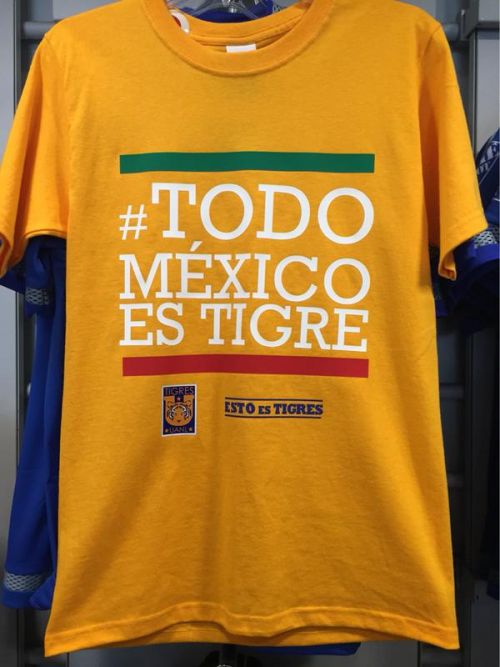 #TODO
MÉXICO
ES TIGRE
TIGRES
UANL
ESTO ES TIGRES